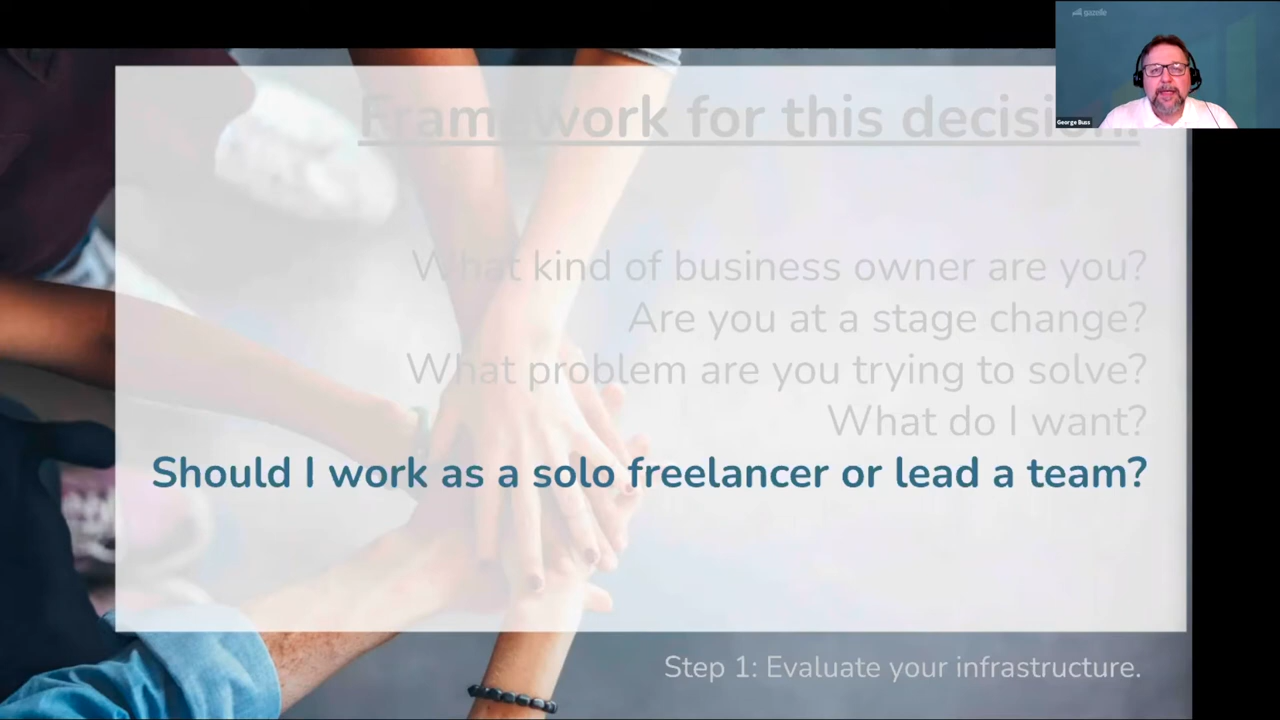 gazelle
George Buss
Framework for this decision:
What kind of business owner are you?
Are you at a stage change?
What problem are you trying to solve?
What do I want?
Should I work as a solo freelancer or lead a team?
Step 1: Evaluate your infrastructure.